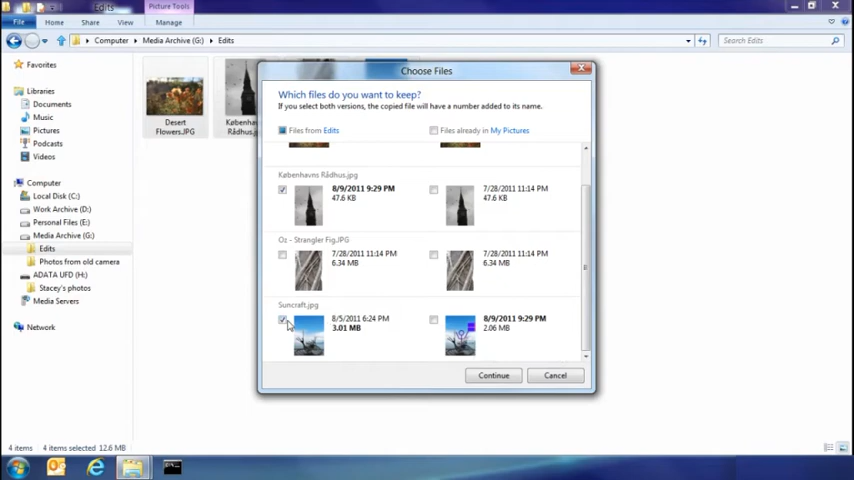 Edits
Picture Tools
File
Home
Share
View
Manage
Computer
Media Archive (G:)
Edits
Search Edits
Favorites
Libraries
Documents
Music
Pictures
Podcasts
Videos
Computer
Local Disk (C:)
Work Archive (D:)
Personal Files (E:)
Media Archive (G:)
Edits
Photos from old camera
ADATA UFD (H:)
Stacey's photos
Media Servers
Network
Desert
Flowers.JPG
Københavns
Rådhus.jpg
Choose Files
Which files do you want to keep?
If you select both versions, the copied file will have a number added to its name.
Files from Edits
Files already in My Pictures
Københavns Rådhus.jpg
8/9/2011 9:29 PM
47.6 KB
7/28/2011 11:14 PM
47.6 KB
Oz - Strangler Fig.JPG
7/28/2011 11:14 PM
6.34 MB
7/28/2011 11:14 PM
6.34 MB
Suncraft.jpg
8/5/2011 6:24 PM
3.01 MB
8/9/2011 9:29 PM
2.06 MB
Continue
Cancel
4 items
4 items selected 12.6 MB